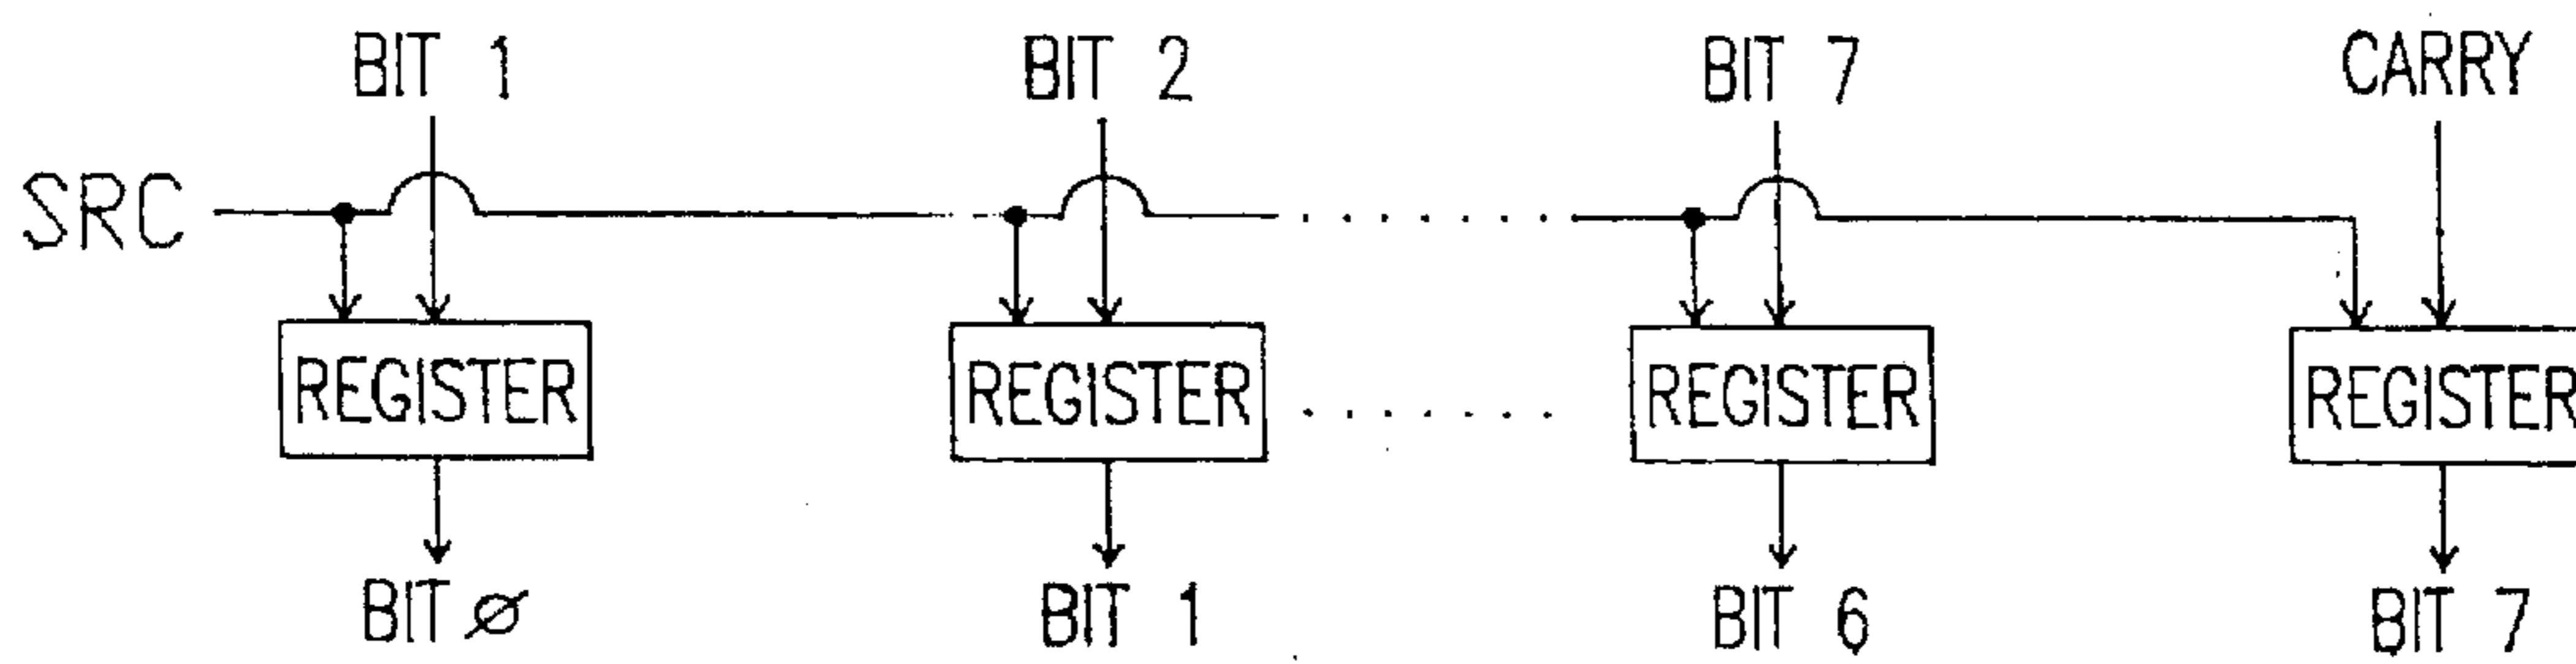 BIT 1 BIT 2 BIT 7 CARRY
SRC
REGISTER REGISTER REGISTER REGISTER
BIT ∅ BIT 1 BIT 6 BIT 7